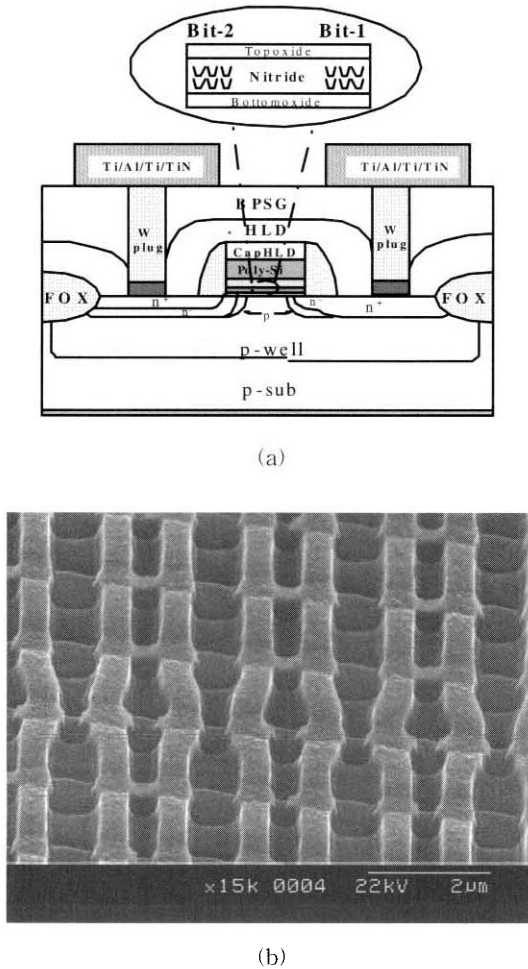 Bit-2 Bit-1
Topoxide
Nitride
Bottomoxide
Ti/Al/Ti/TiN Ti/Al/Ti/TiN
BPSG
HLD
W plug W plug
CapHLD
Poly-Si
FOX n+ n- p n- n+ FOX
p-well
p-sub
(a)
x15k 0004 22kV 2μm
(b)